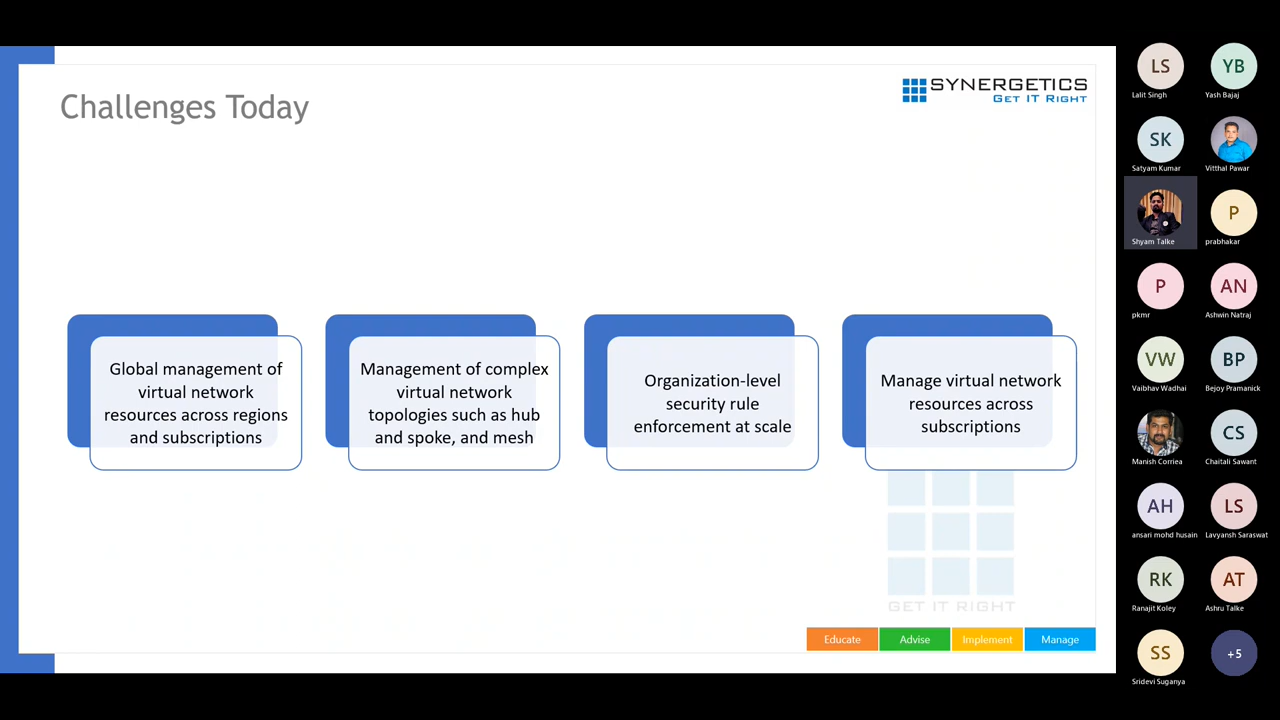 Challenges Today
SYNERGETICS
GET IT RIGHT
Global management of
virtual network
resources across regions
and subscriptions
Management of complex
virtual network
topologies such as hub
and spoke, and mesh
Organization-level
security rule
enforcement at scale
Manage virtual network
resources across
subscriptions
GET IT RIGHT
Educate
Advise
Implement
Manage
LS
Lalit Singh
YB
Yash Bajaj
SK
Satyam Kumar
Vitthal Pawar
Shyam Talke
P
prabhakar
P
pkmr
AN
Ashwin Natraj
VW
Vaibhav Wadhai
BP
Bejoy Pramanick
Manish Corriea
CS
Chaitali Sawant
AH
ansari mohd husain
LS
Lavyansh Saraswat
RK
Ranajit Koley
AT
Ashru Talke
SS
Sridevi Suganya
+5